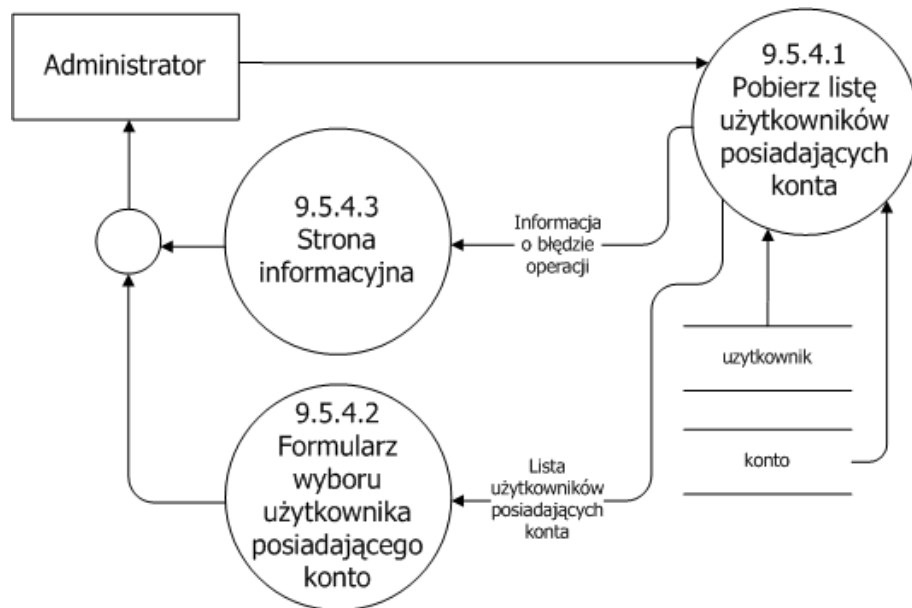 Administrator
9.5.4.1
Pobierz listę
użytkowników
posiadających
konta
9.5.4.3
Strona
informacyjna
Informacja
o błędzie
operacji
uzytkownik
konto
9.5.4.2
Formularz
wyboru
użytkownika
posiadającego
konto
Lista
użytkowników
posiadających
konta